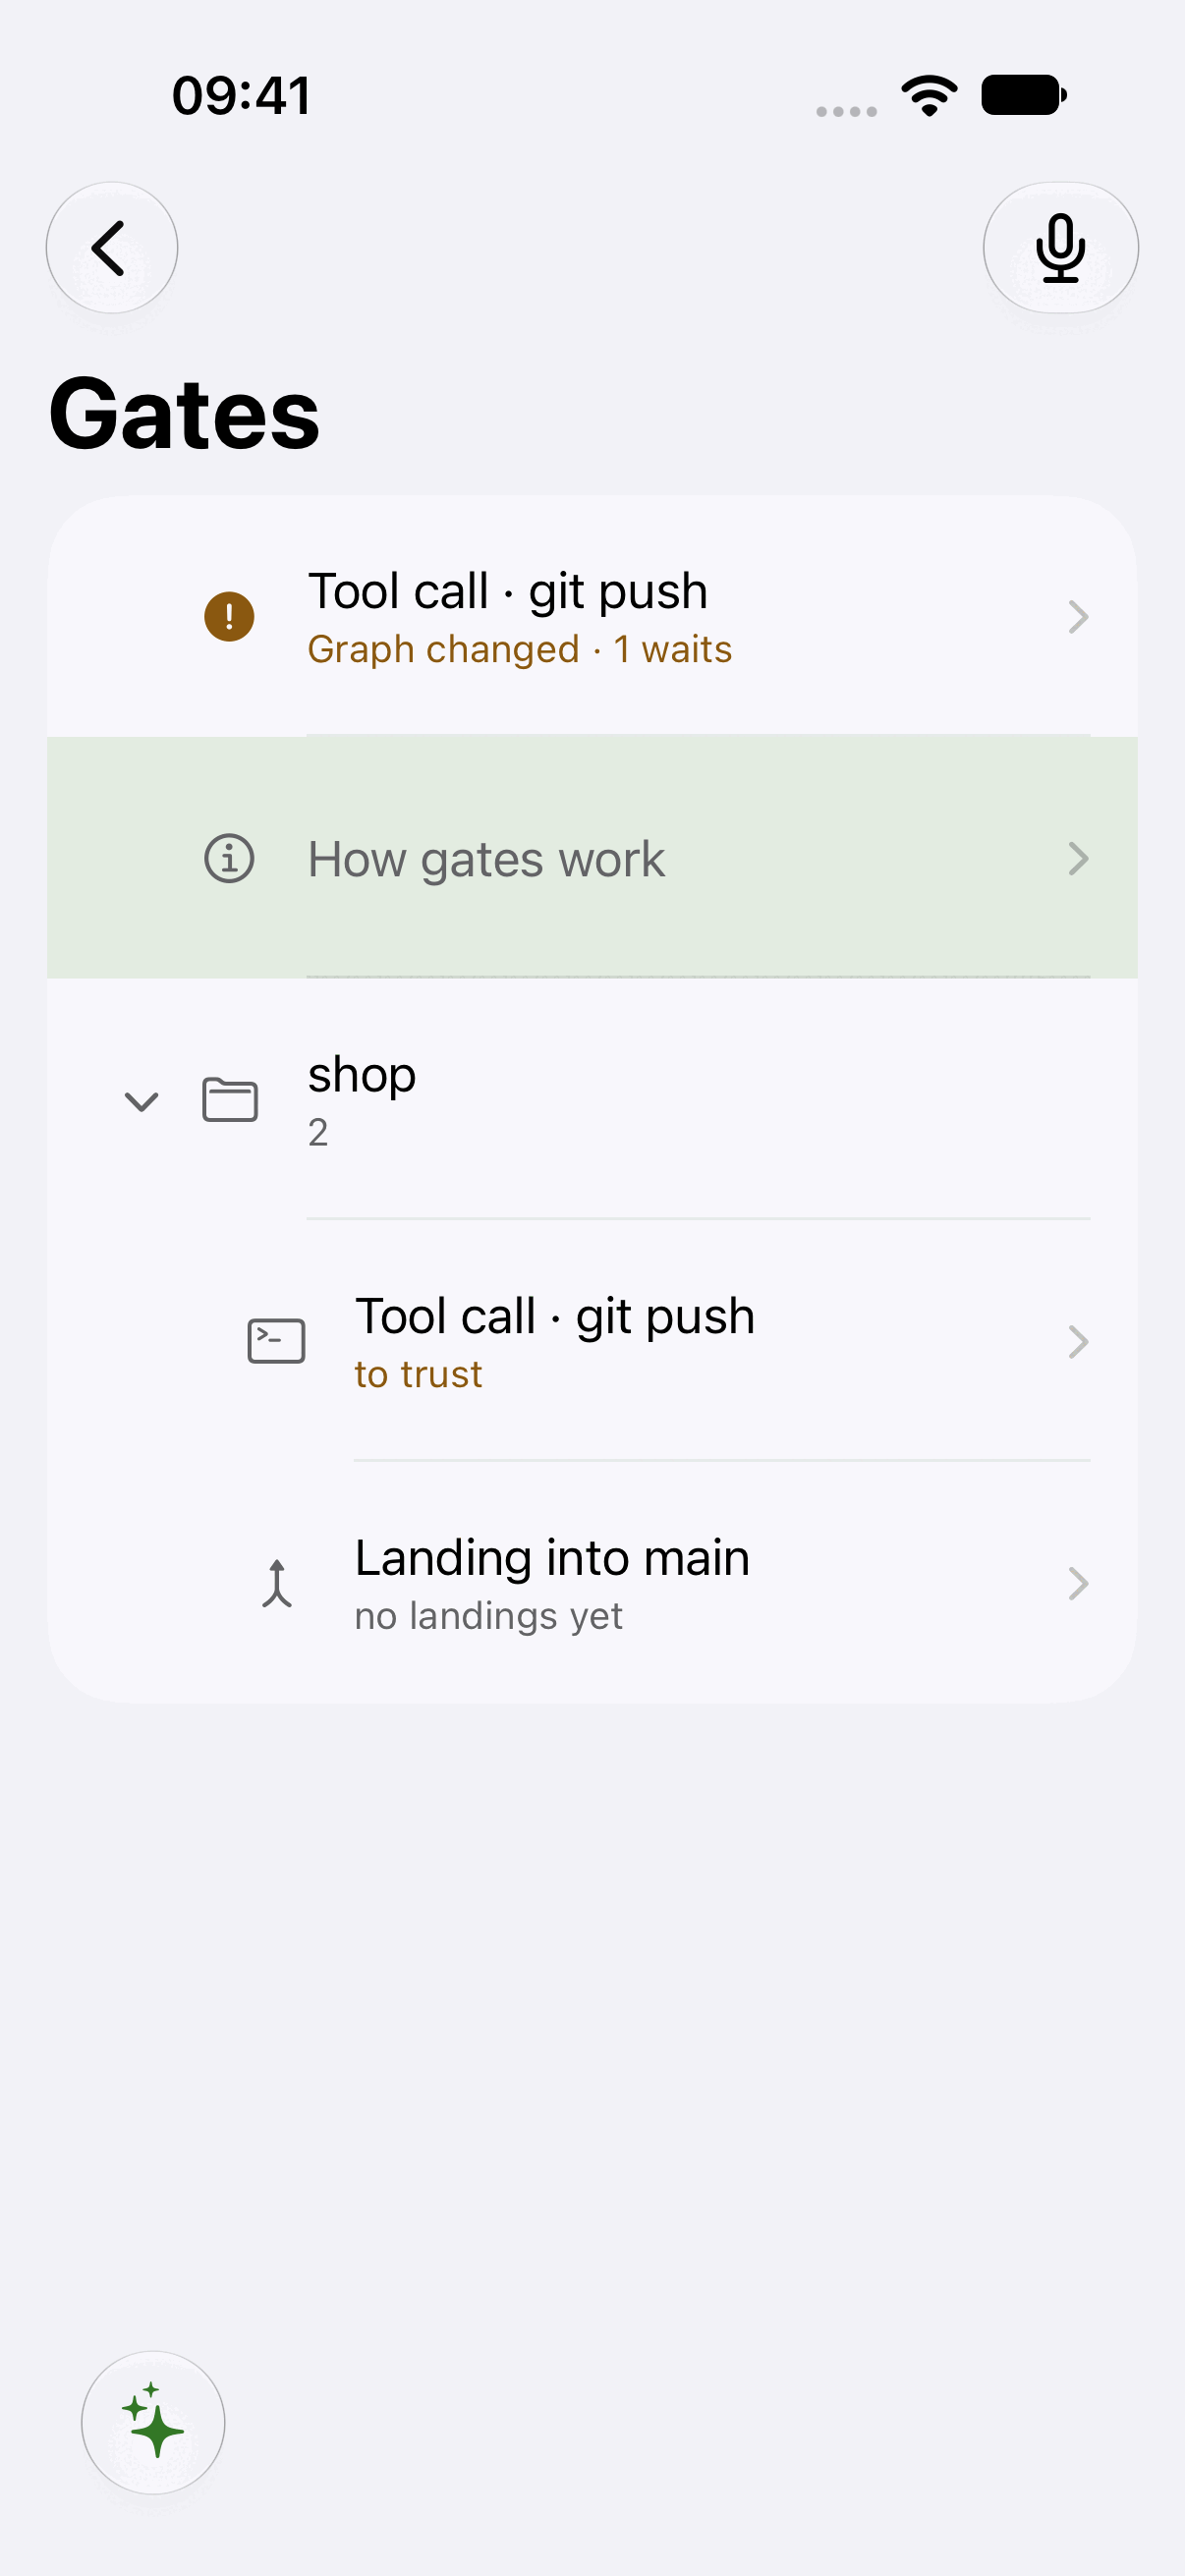 09:41
Gates
Tool call · git push
Graph changed · 1 waits
How gates work
shop
2
Tool call · git push
to trust
Landing into main
no landings yet